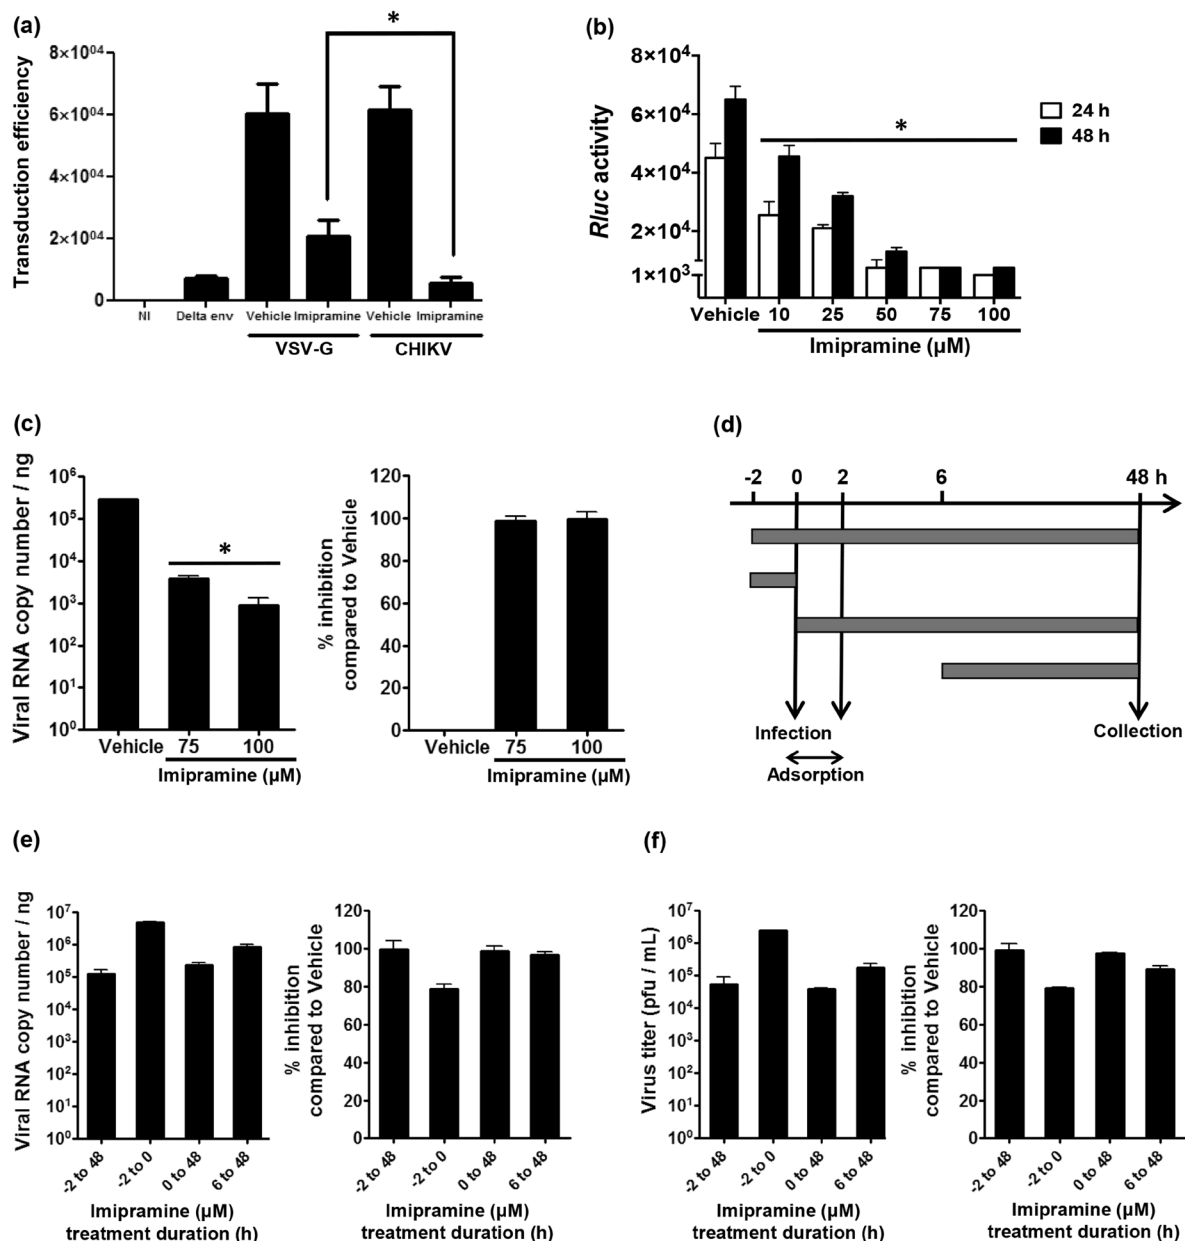 (a)
*
8×10⁰⁴
6×10⁰⁴
4×10⁰⁴
2×10⁰⁴
0
Transduction efficiency
NI
Delta env
Vehicle
Imipramine
Vehicle
Imipramine
VSV-G
CHIKV
(b)
8×10⁴
6×10⁴
4×10⁴
2×10⁴
1×10³
Rluc activity
*
24 h
48 h
Vehicle
10
25
50
75
100
Imipramine (µM)
(c)
Viral RNA copy number / ng
10⁶
10⁵
10⁴
10³
10²
10¹
10⁰
*
Vehicle
75
100
Imipramine (µM)
% inhibition
compared to Vehicle
120
100
80
60
40
20
0
Vehicle
75
100
Imipramine (µM)
(d)
-2
0
2
6
48 h
Infection
Adsorption
Collection
(e)
Viral RNA copy number / ng
10⁷
10⁶
10⁵
10⁴
10³
10²
10¹
10⁰
-2 to 48
-2 to 0
0 to 48
6 to 48
Imipramine (µM)
treatment duration (h)
% inhibition
compared to Vehicle
120
100
80
60
40
20
0
-2 to 48
-2 to 0
0 to 48
6 to 48
Imipramine (µM)
treatment duration (h)
(f)
Virus titer (pfu / mL)
10⁷
10⁶
10⁵
10⁴
10³
10²
10¹
10⁰
-2 to 48
-2 to 0
0 to 48
6 to 48
Imipramine (µM)
treatment duration (h)
% inhibition
compared to Vehicle
120
100
80
60
40
20
0
-2 to 48
-2 to 0
0 to 48
6 to 48
Imipramine (µM)
treatment duration (h)